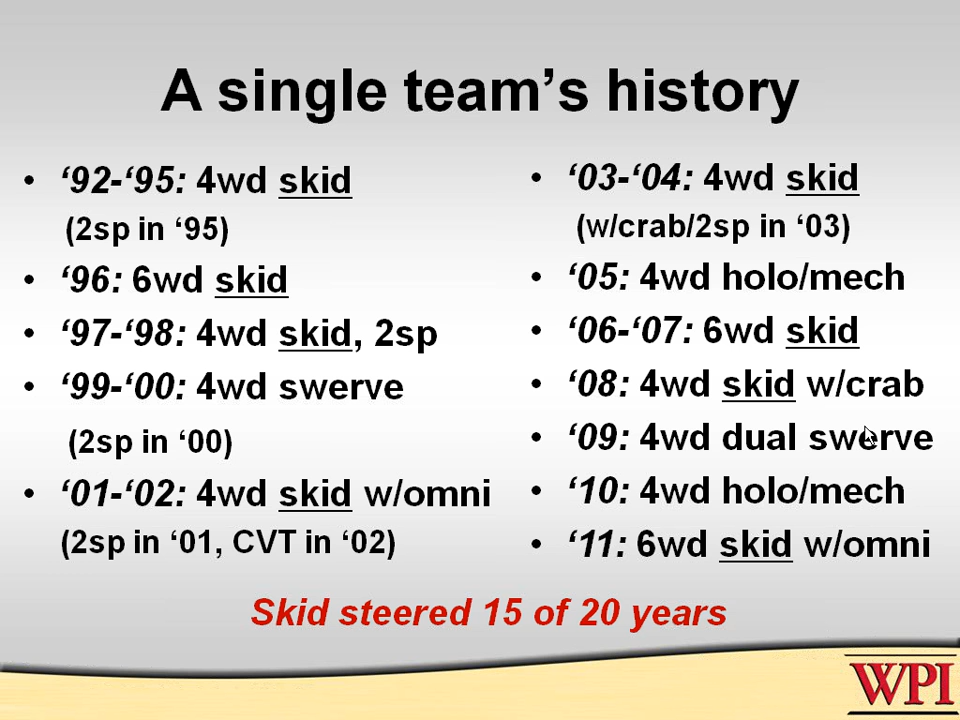 A single team’s history
• ‘92-‘95: 4wd skid
(2sp in ‘95)
• ‘96: 6wd skid
• ‘97-‘98: 4wd skid, 2sp
• ‘99-‘00: 4wd swerve
(2sp in ‘00)
• ‘01-‘02: 4wd skid w/omni
(2sp in ‘01, CVT in ‘02)
• ‘03-‘04: 4wd skid
(w/crab/2sp in ‘03)
• ‘05: 4wd holo/mech
• ‘06-‘07: 6wd skid
• ‘08: 4wd skid w/crab
• ‘09: 4wd dual swerve
• ‘10: 4wd holo/mech
• ‘11: 6wd skid w/omni
Skid steered 15 of 20 years
WPI